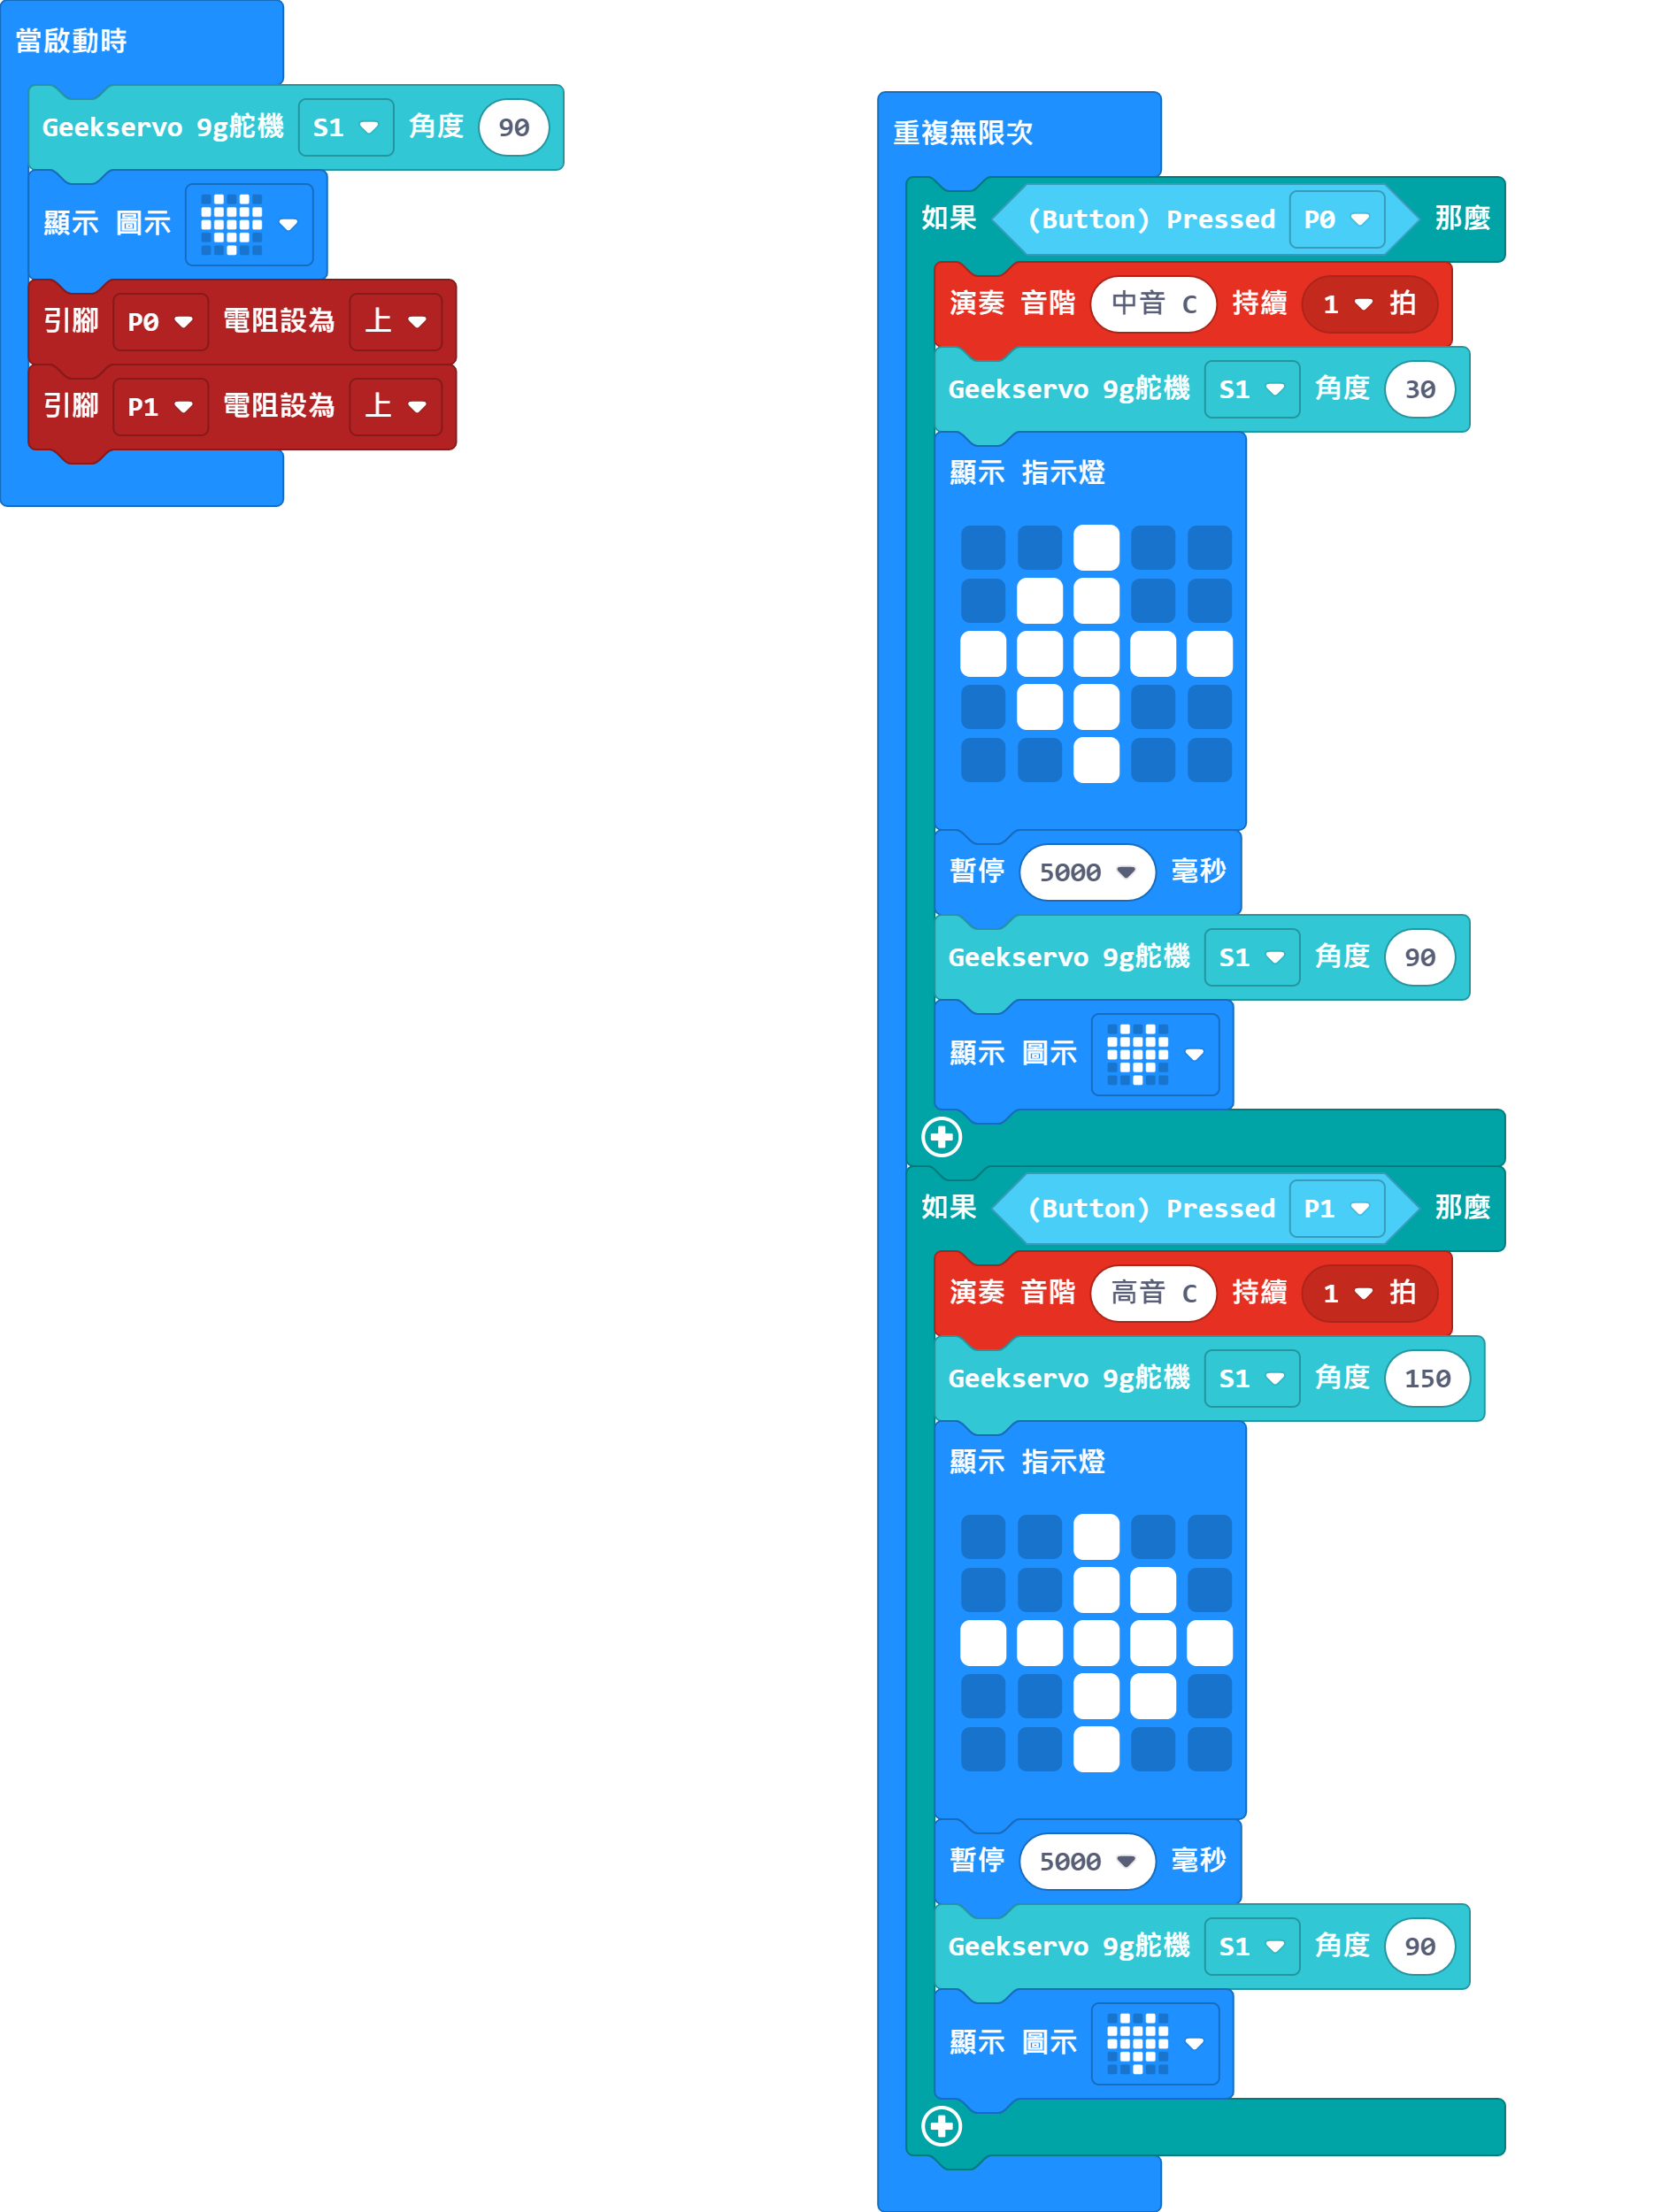 當啟動時
Geekservo 9g舵機 S1 角度 90
顯示 圖示
引腳 P0 電阻設為 上
引腳 P1 電阻設為 上
重複無限次
如果 (Button) Pressed P0 那麼
演奏 音階 中音 C 持續 1 拍
Geekservo 9g舵機 S1 角度 30
顯示 指示燈
暫停 5000 毫秒
Geekservo 9g舵機 S1 角度 90
顯示 圖示
如果 (Button) Pressed P1 那麼
演奏 音階 高音 C 持續 1 拍
Geekservo 9g舵機 S1 角度 150
顯示 指示燈
暫停 5000 毫秒
Geekservo 9g舵機 S1 角度 90
顯示 圖示